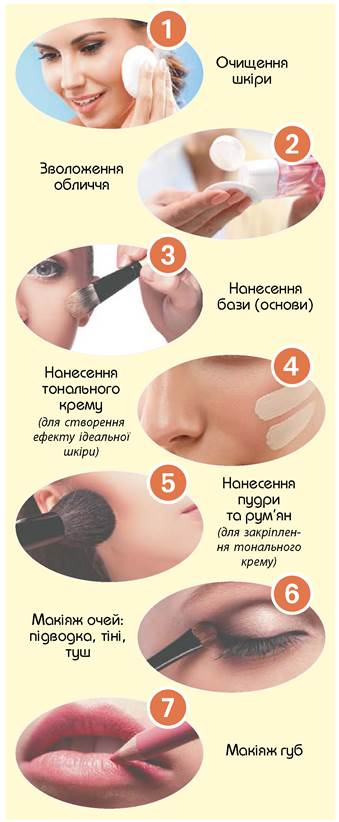 1
Очищення
шкіри
2
Зволоження
обличчя
3
Нанесення
бази (основи)
4
Нанесення
тонального
крему
(для створення
ефекту ідеальної
шкіри)
5
Нанесення
пудри
та рум'ян
(для закріплен-
ня тонального
крему)
6
Макіяж очей:
підводка, тіні,
туш
7
Макіяж губ